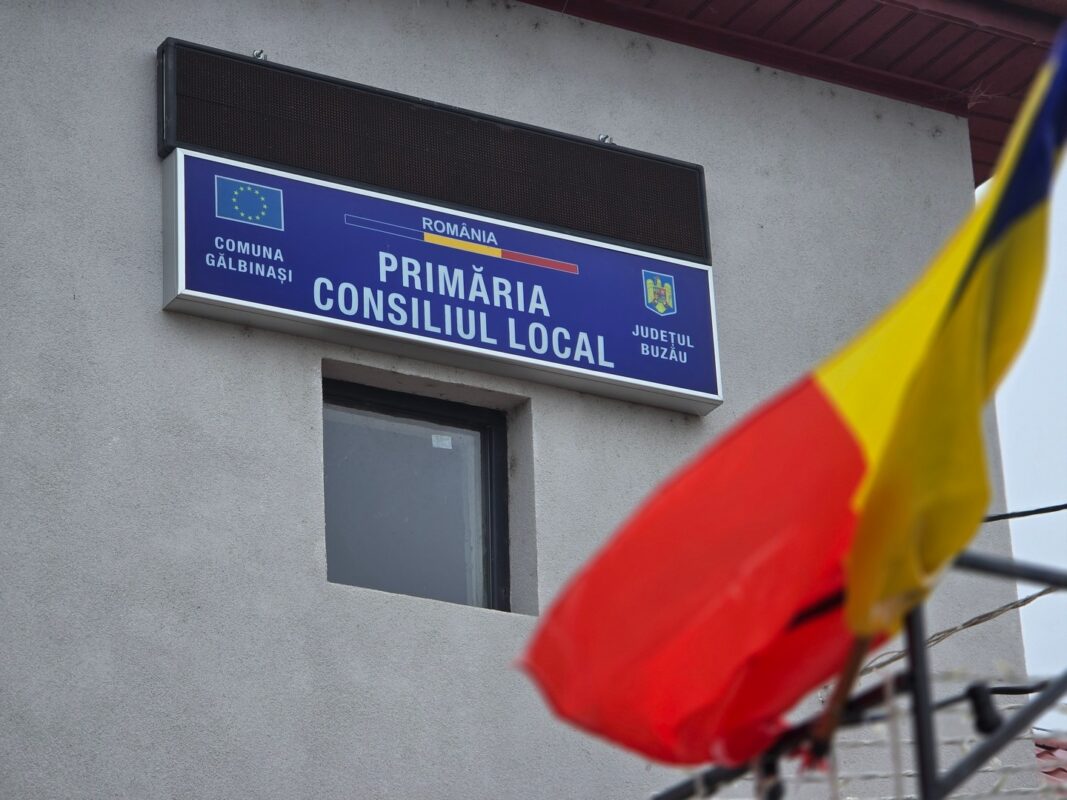 COMUNA
GĂLBINAȘI
ROMÂNIA
PRIMĂRIA
CONSILIUL LOCAL
JUDEȚUL
BUZĂU